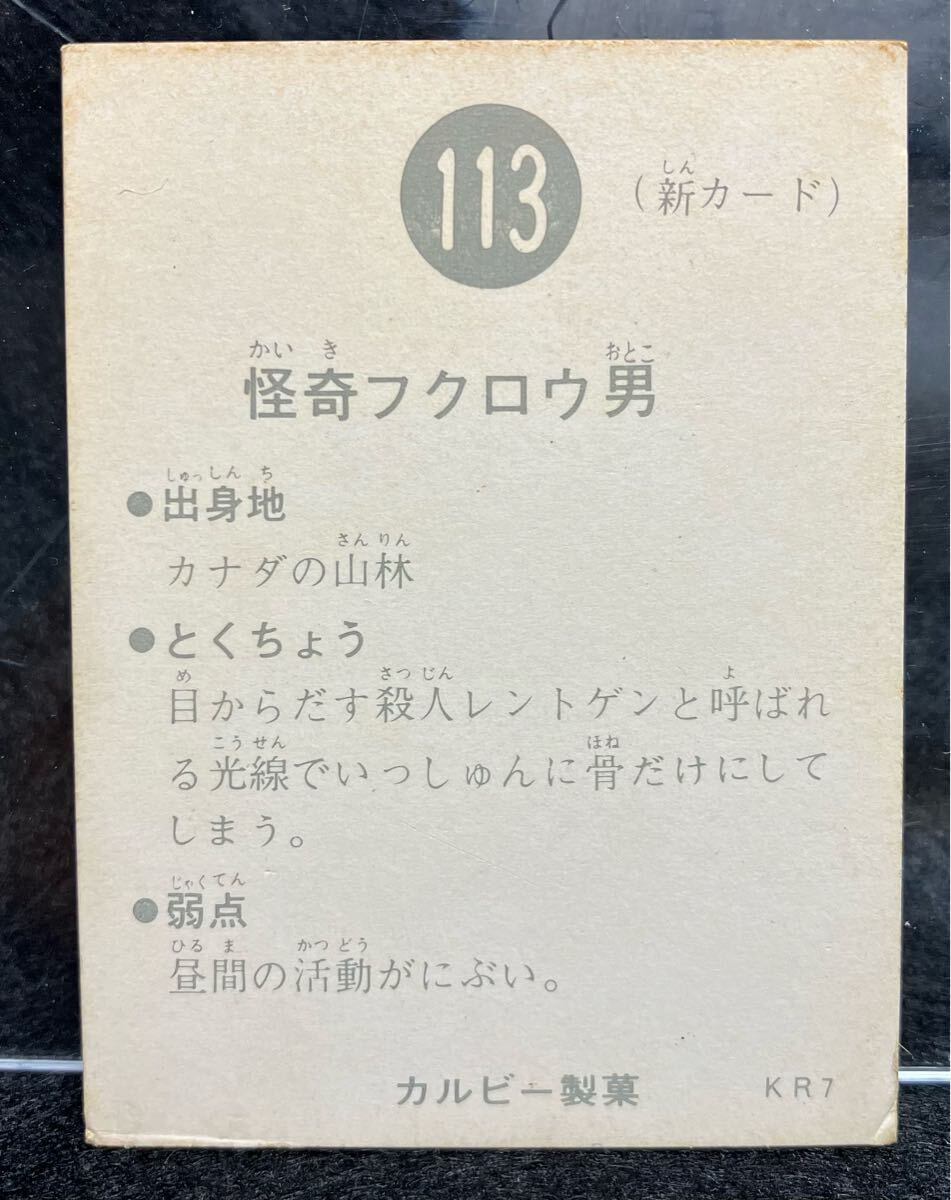 113
（新カード）
怪奇フクロウ男
●出身地
カナダの山林
●とくちょう
目からだす殺人レントゲンと呼ばれ
る光線でいっしゅんに骨だけにして
しまう。
●弱点
昼間の活動がにぶい。
カルビー製菓 KR7